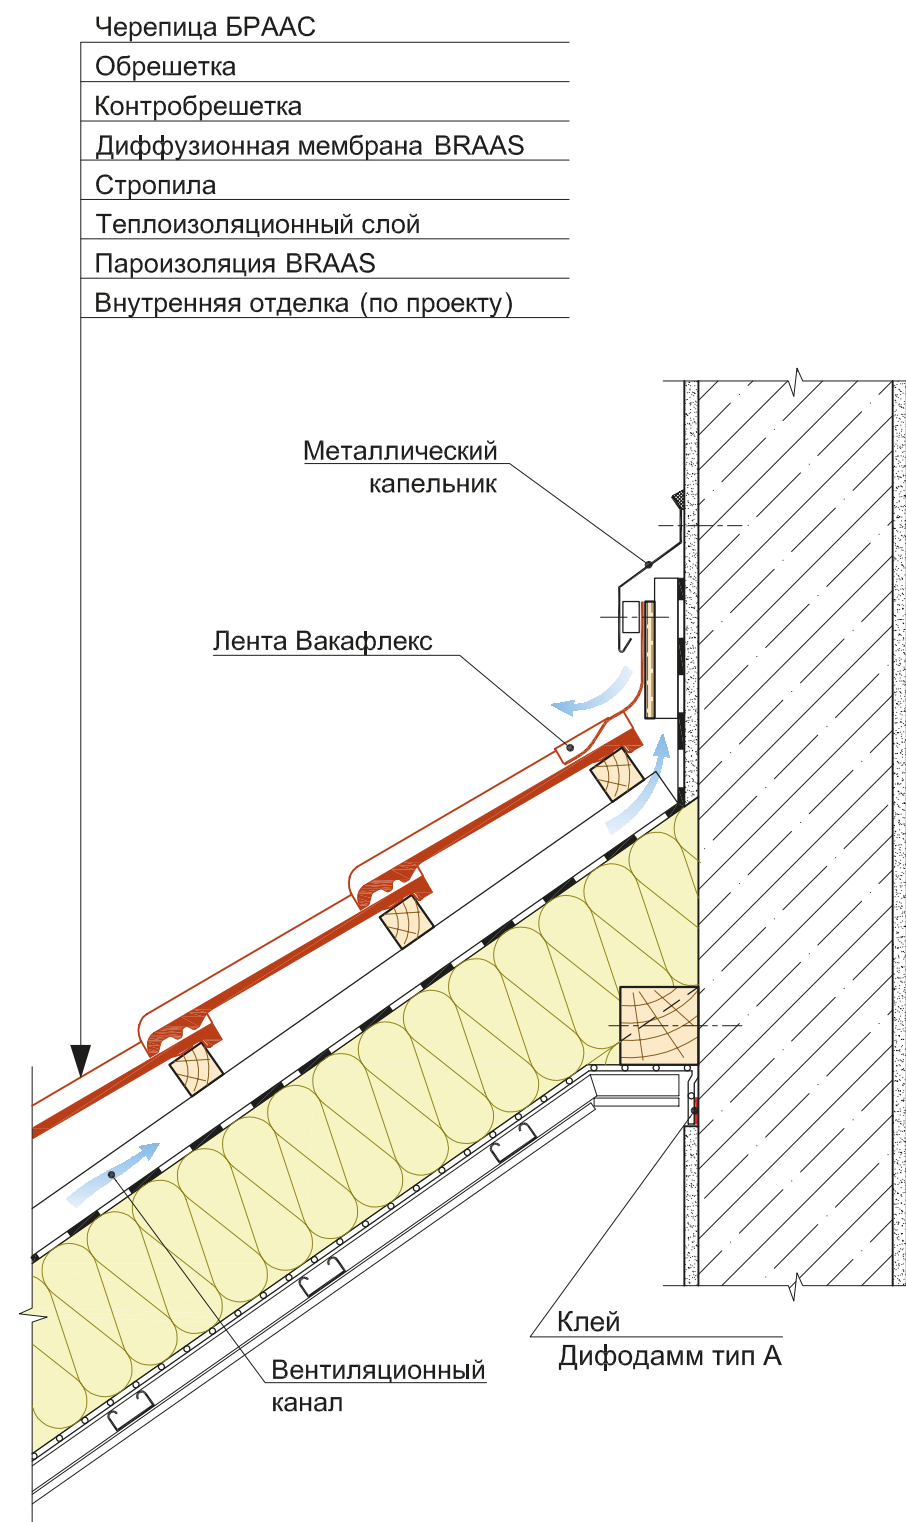 Черепица БРААС
Обрешетка
Контробрешетка
Диффузионная мембрана BRAAS
Стропила
Теплоизоляционный слой
Пароизоляция BRAAS
Внутренняя отделка (по проекту)
Металлический
капельник
Лента Вакафлекс
Клей
Дифодамм тип А
Вентиляционный
канал